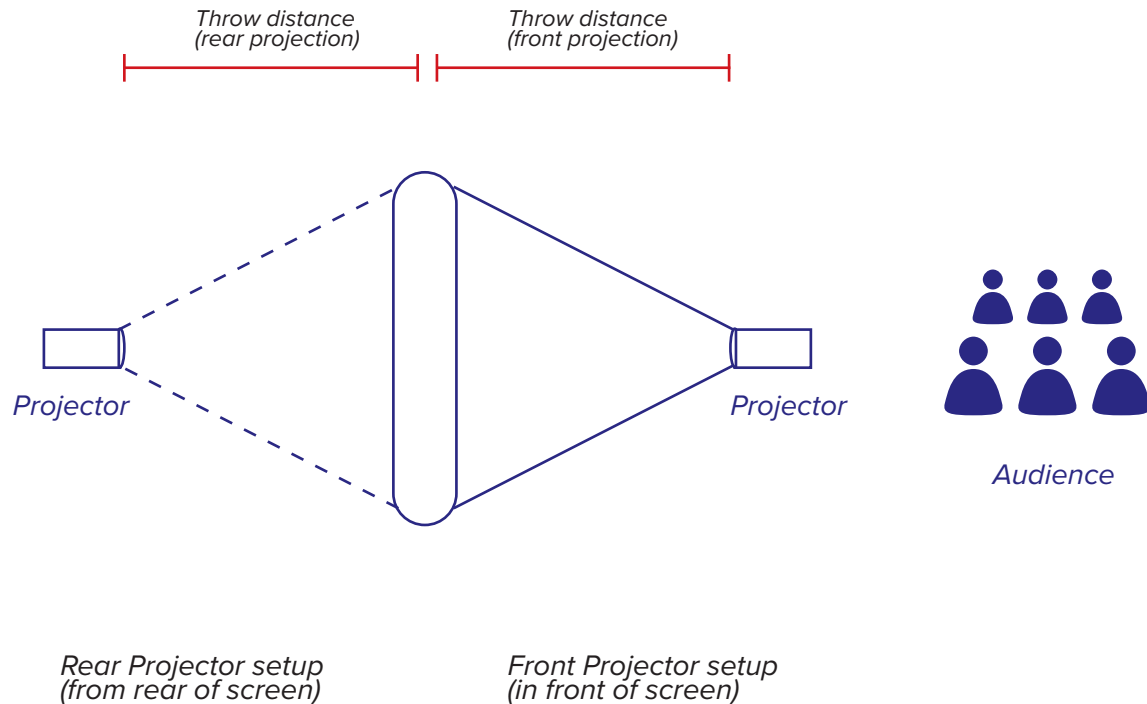 Throw distance
(rear projection)
Throw distance
(front projection)
Projector
Projector
Audience
Rear Projector setup
(from rear of screen)
Front Projector setup
(in front of screen)